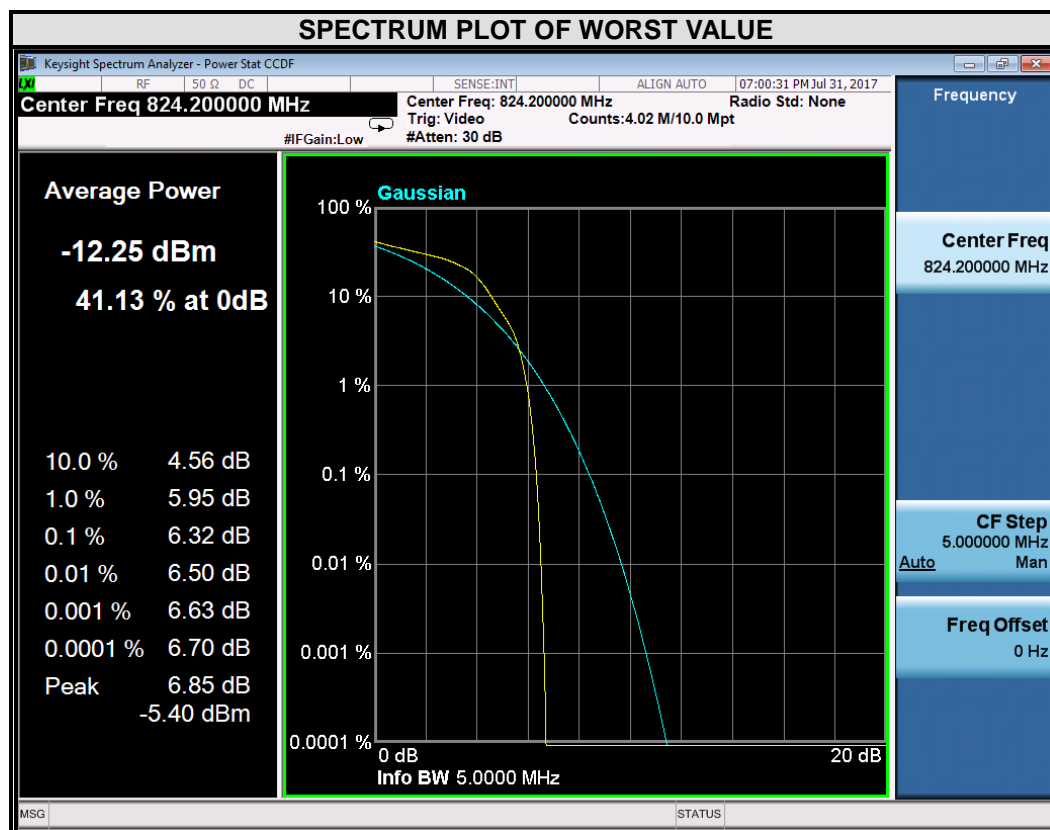 SPECTRUM PLOT OF WORST VALUE
Keysight Spectrum Analyzer - Power Stat CCDF
LXI RF 50 Ω DC SENSE:INT ALIGN AUTO 07:00:31 PM Jul 31, 2017
Center Freq 824.200000 MHz
Center Freq: 824.200000 MHz Radio Std: None
Trig: Video Counts:4.02 M/10.0 Mpt
#IFGain:Low #Atten: 30 dB
Average Power
-12.25 dBm
41.13 % at 0dB
10.0 % 4.56 dB
1.0 % 5.95 dB
0.1 % 6.32 dB
0.01 % 6.50 dB
0.001 % 6.63 dB
0.0001 % 6.70 dB
Peak 6.85 dB
-5.40 dBm
Gaussian
100 %
10 %
1 %
0.1 %
0.01 %
0.001 %
0.0001 %
0 dB 20 dB
Info BW 5.0000 MHz
Frequency
Center Freq
824.200000 MHz
CF Step
5.000000 MHz
Auto Man
Freq Offset
0 Hz
MSG STATUS